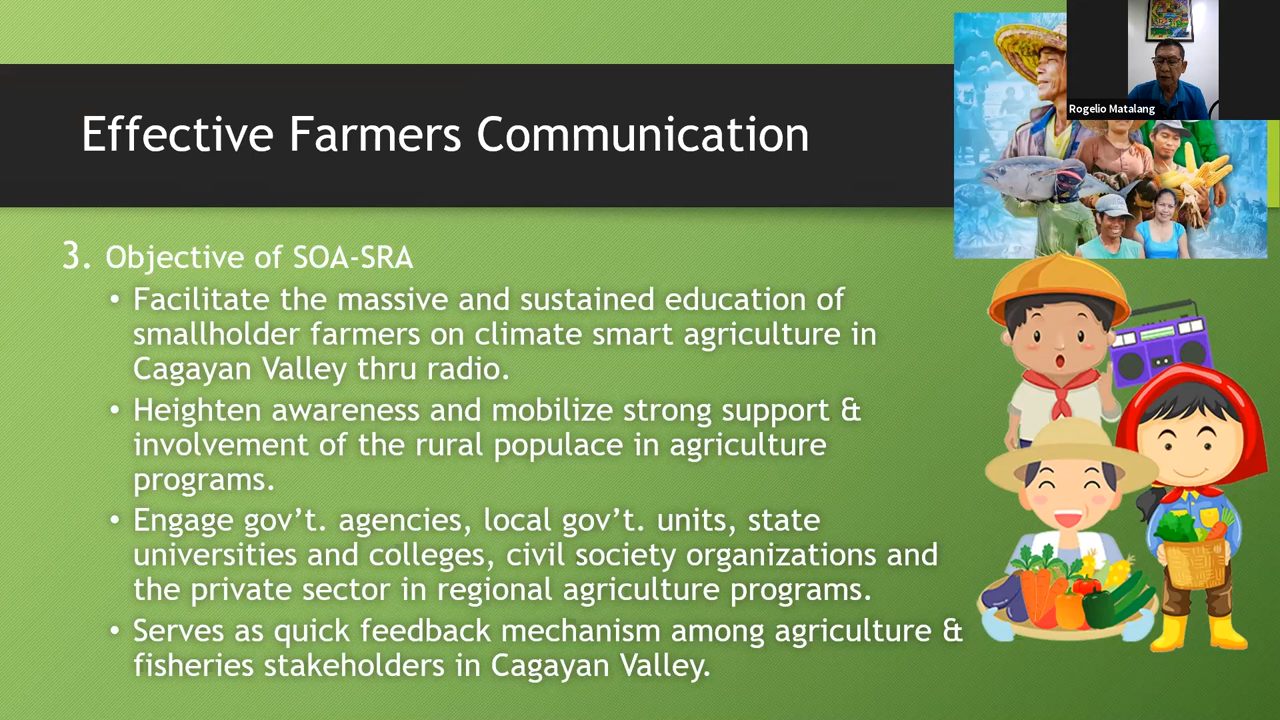 Rogelio Matalang
Effective Farmers Communication
3. Objective of SOA-SRA
• Facilitate the massive and sustained education of
smallholder farmers on climate smart agriculture in
Cagayan Valley thru radio.
• Heighten awareness and mobilize strong support &
involvement of the rural populace in agriculture
programs.
• Engage gov’t. agencies, local gov’t. units, state
universities and colleges, civil society organizations and
the private sector in regional agriculture programs.
• Serves as quick feedback mechanism among agriculture &
fisheries stakeholders in Cagayan Valley.